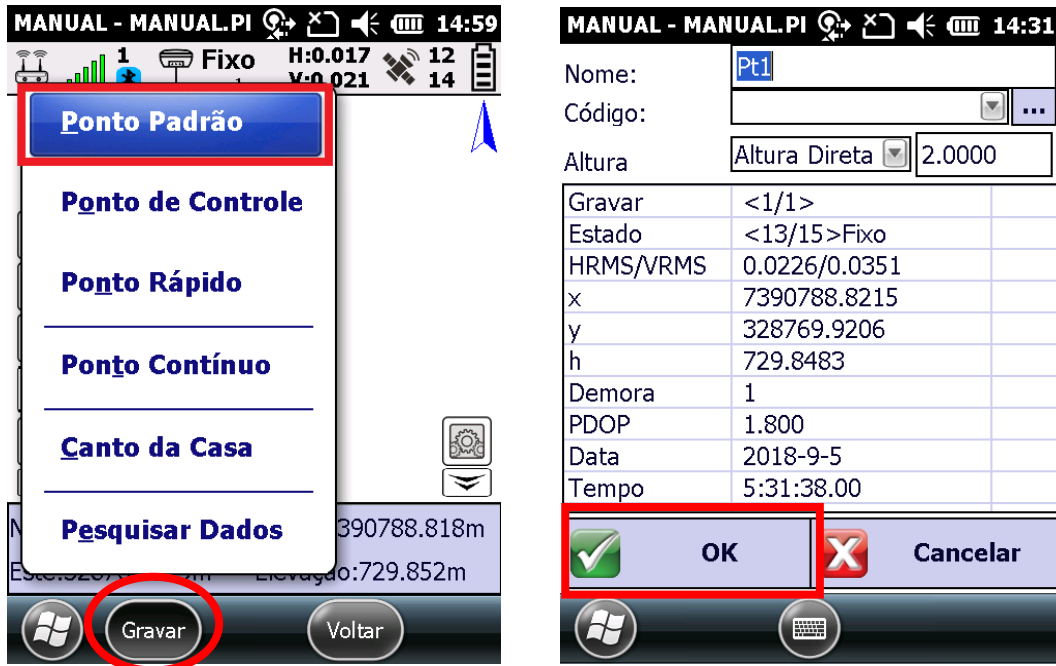 MANUAL - MANUAL.PI 14:59
1 Fixo H:0.017 12
V:0.021 14
Ponto Padrão
Ponto de Controle
Ponto Rápido
Ponto Contínuo
Canto da Casa
Pesquisar Dados
390788.818m
Elevação:729.852m
Gravar Voltar
MANUAL - MANUAL.PI 14:31
Nome: Pt1
Código: ...
Altura Altura Direta 2.0000
Gravar <1/1>
Estado <13/15>Fixo
HRMS/VRMS 0.0226/0.0351
x 7390788.8215
y 328769.9206
h 729.8483
Demora 1
PDOP 1.800
Data 2018-9-5
Tempo 5:31:38.00
OK Cancelar